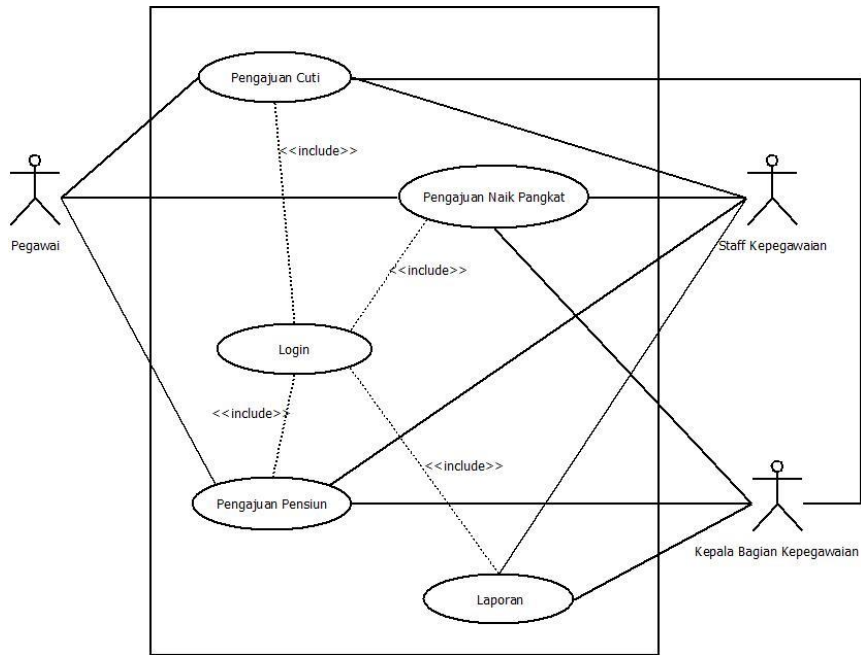 Pengajuan Cuti
<<include>>
Pengajuan Naik Pangkat
Pegawai
Staff Kepegawaian
<<include>>
Login
<<include>>
<<include>>
Pengajuan Pensiun
Kepala Bagian Kepegawaian
Laporan